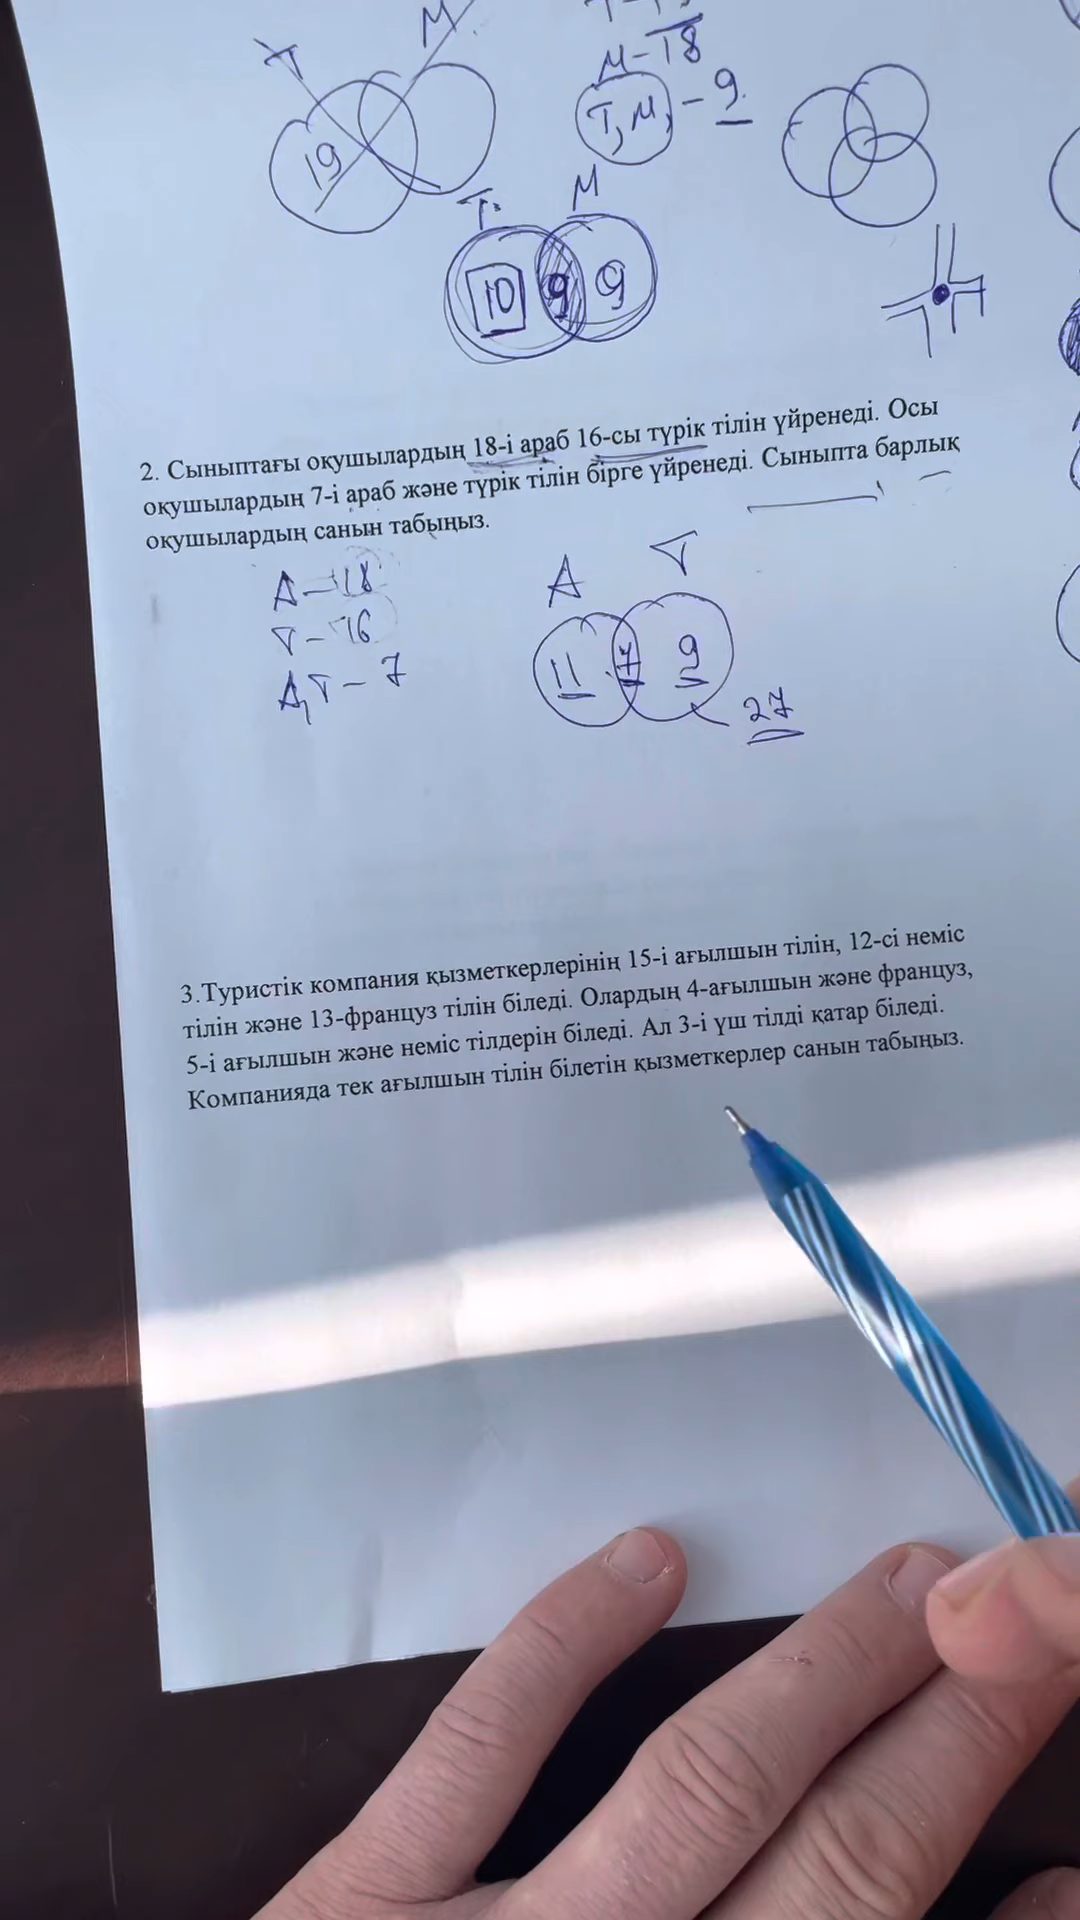 М
Т
М-18
Т, М, - 9
19
Т
М
10 9 9
2. Сыныптағы оқушылардың 18-і араб 16-сы түрік тілін үйренеді. Осы
оқушылардың 7-і араб және түрік тілін бірге үйренеді. Сыныпта барлық
оқушылардың санын табыңыз.
А-18
Т-16
А,Т-7
А
Т
11 7 9
27
3.Туристік компания қызметкерлерінің 15-і ағылшын тілін, 12-сі неміс
тілін және 13-француз тілін біледі. Олардың 4-ағылшын және француз,
5-і ағылшын және неміс тілдерін біледі. Ал 3-і үш тілді қатар біледі.
Компанияда тек ағылшын тілін білетін қызметкерлер санын табыңыз.